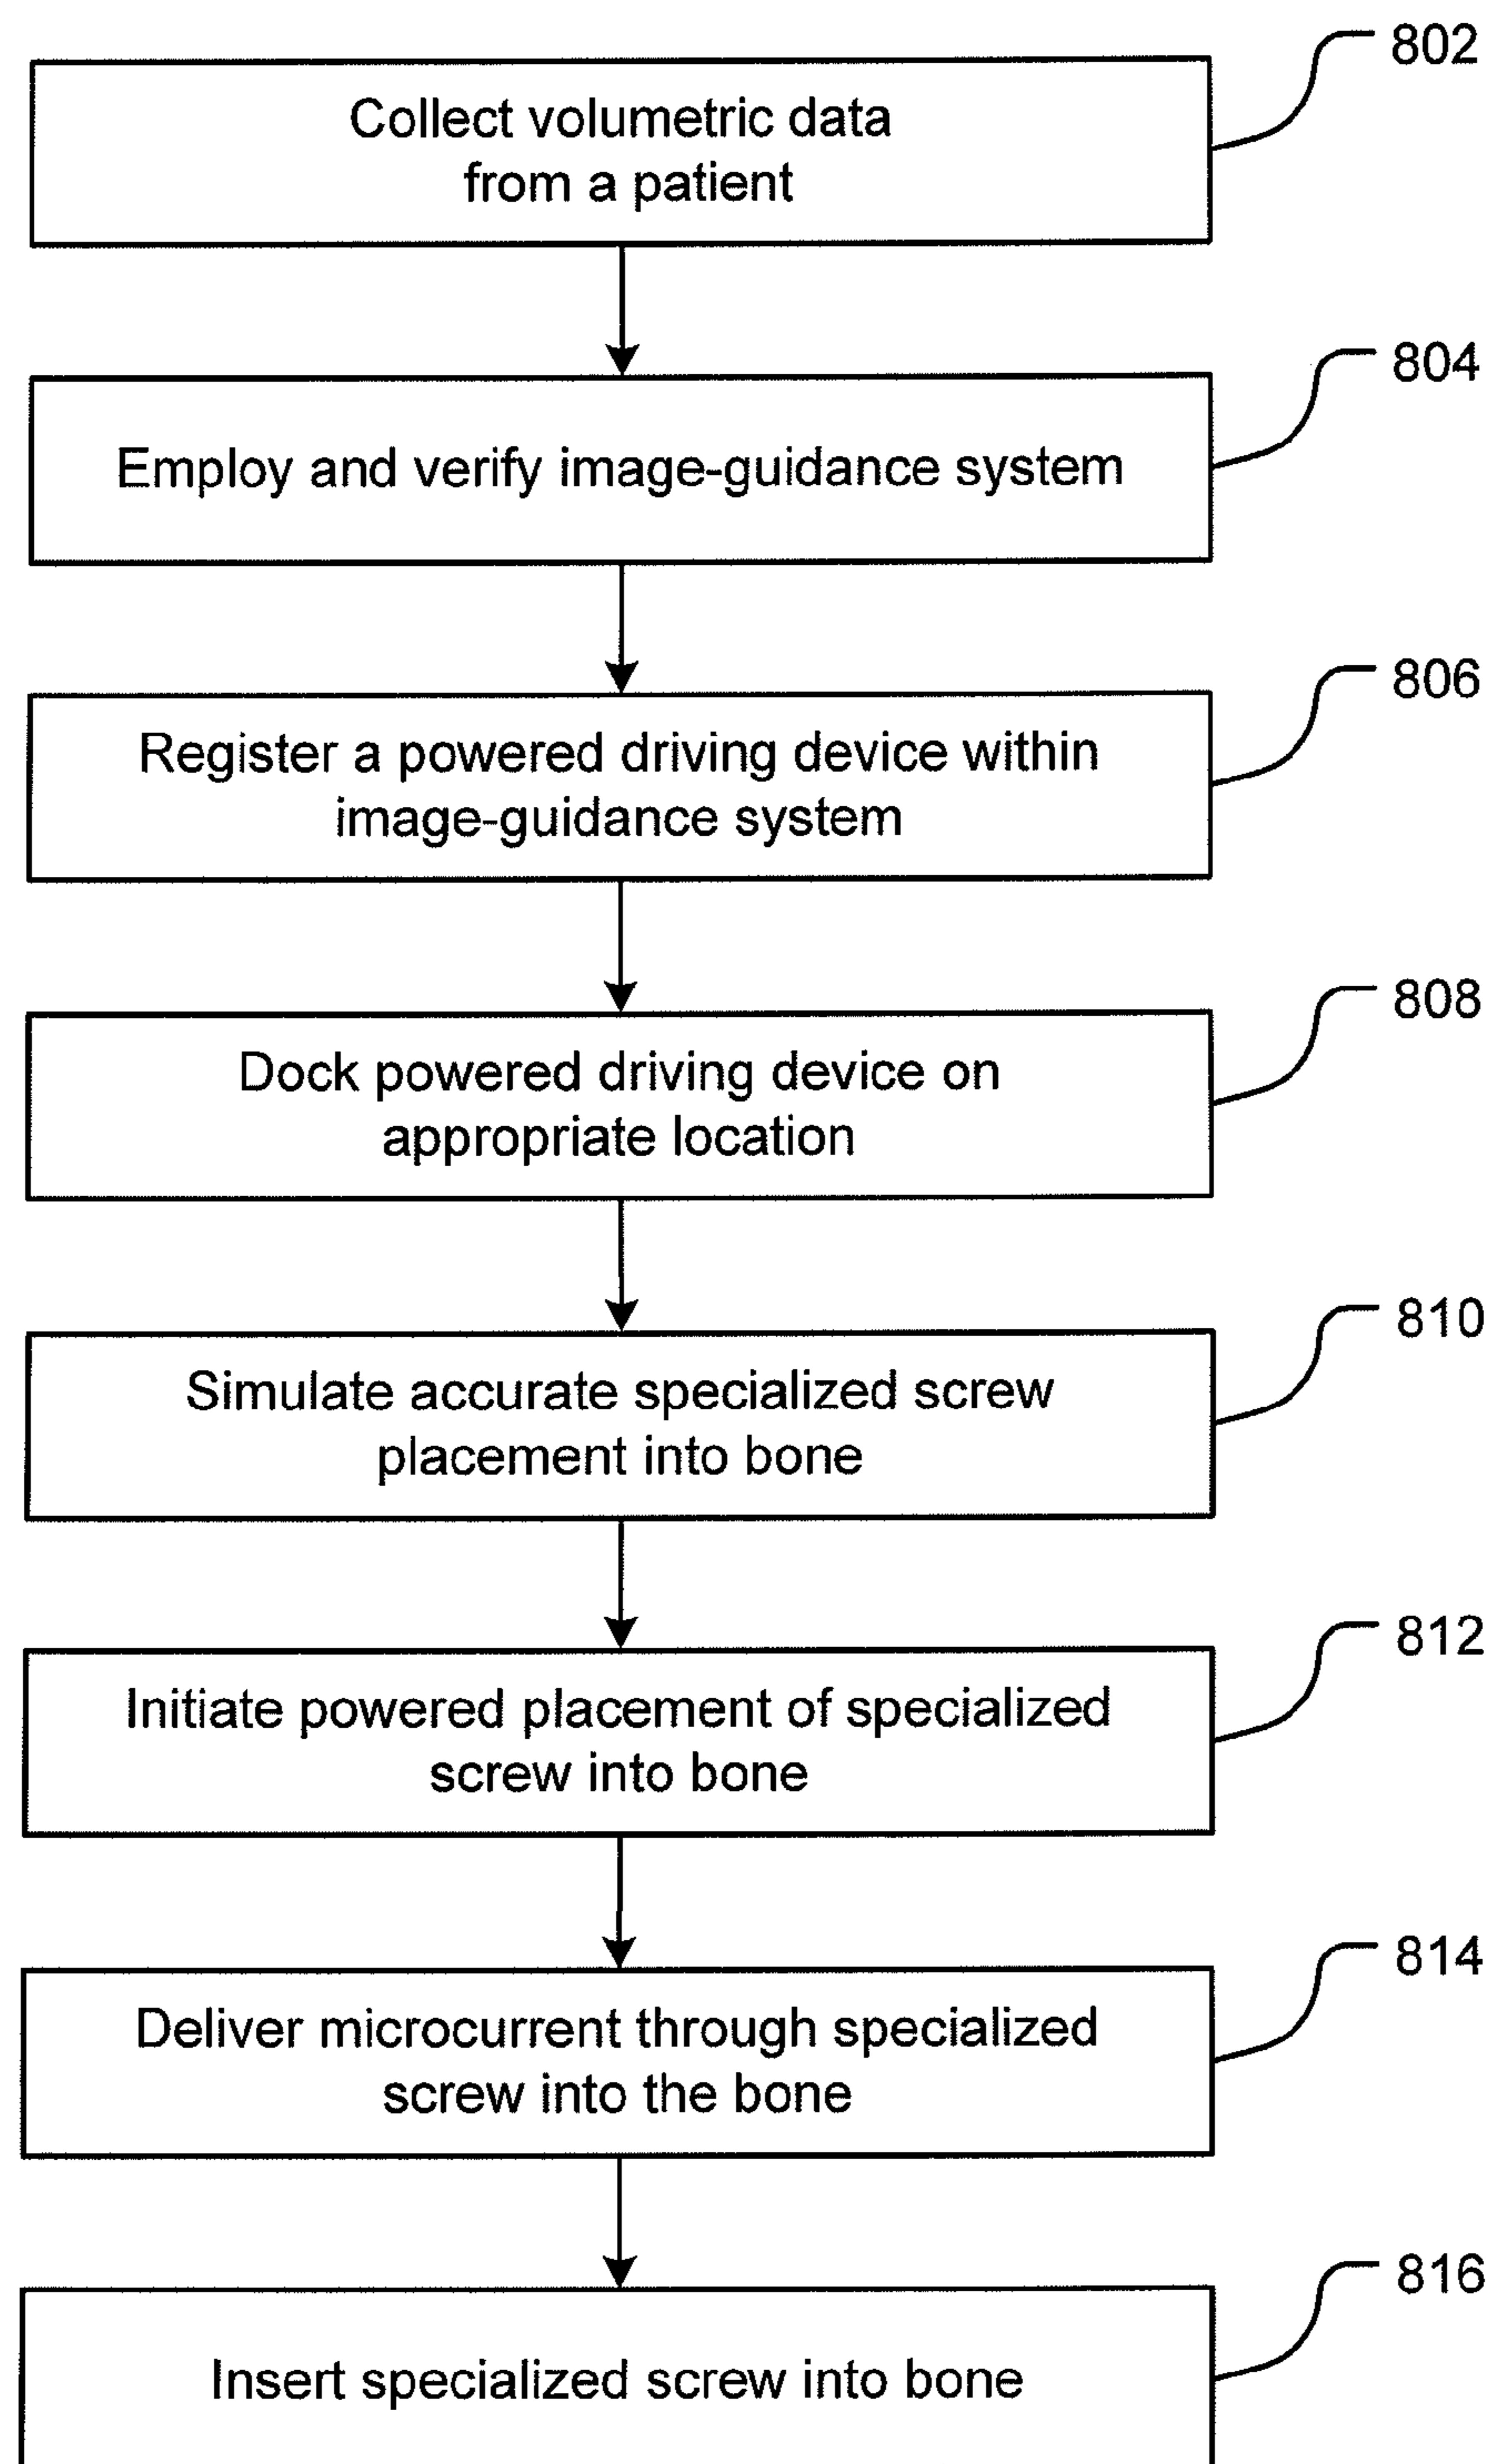 802
Collect volumetric data
from a patient
804
Employ and verify image-guidance system
806
Register a powered driving device within
image-guidance system
808
Dock powered driving device on
appropriate location
810
Simulate accurate specialized screw
placement into bone
812
Initiate powered placement of specialized
screw into bone
814
Deliver microcurrent through specialized
screw into the bone
816
Insert specialized screw into bone